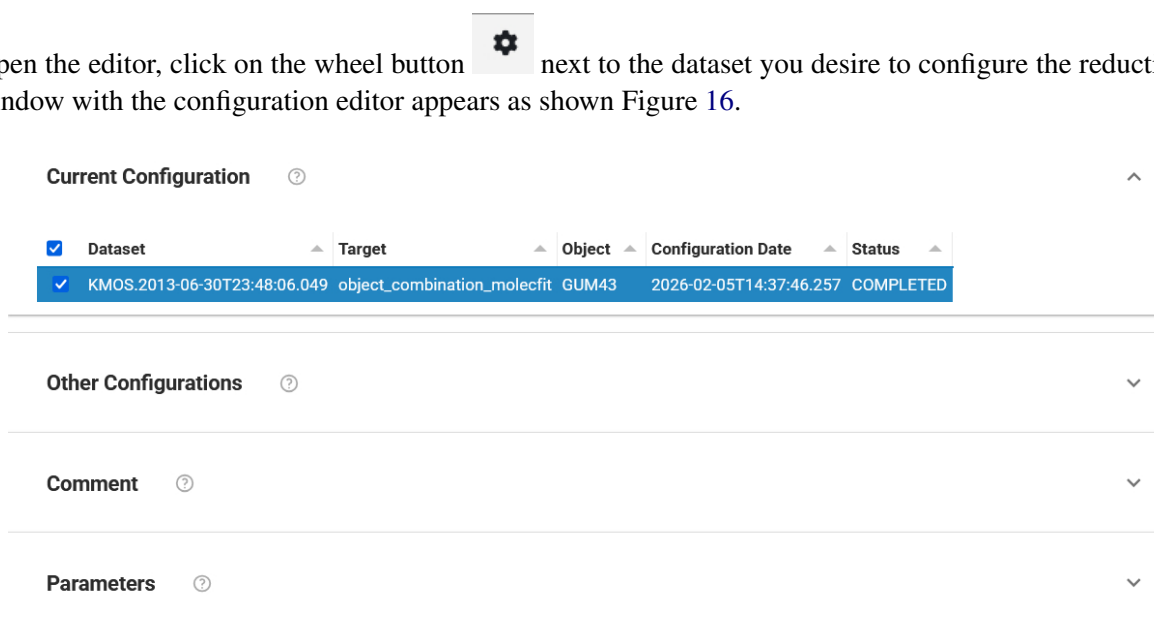 pen the editor, click on the wheel button next to the dataset you desire to configure the reducti
ndow with the configuration editor appears as shown Figure 16.
Current Configuration
Dataset Target Object Configuration Date Status
KMOS.2013-06-30T23:48:06.049 object_combination_molecfit GUM43 2026-02-05T14:37:46.257 COMPLETED
Other Configurations
Comment
Parameters